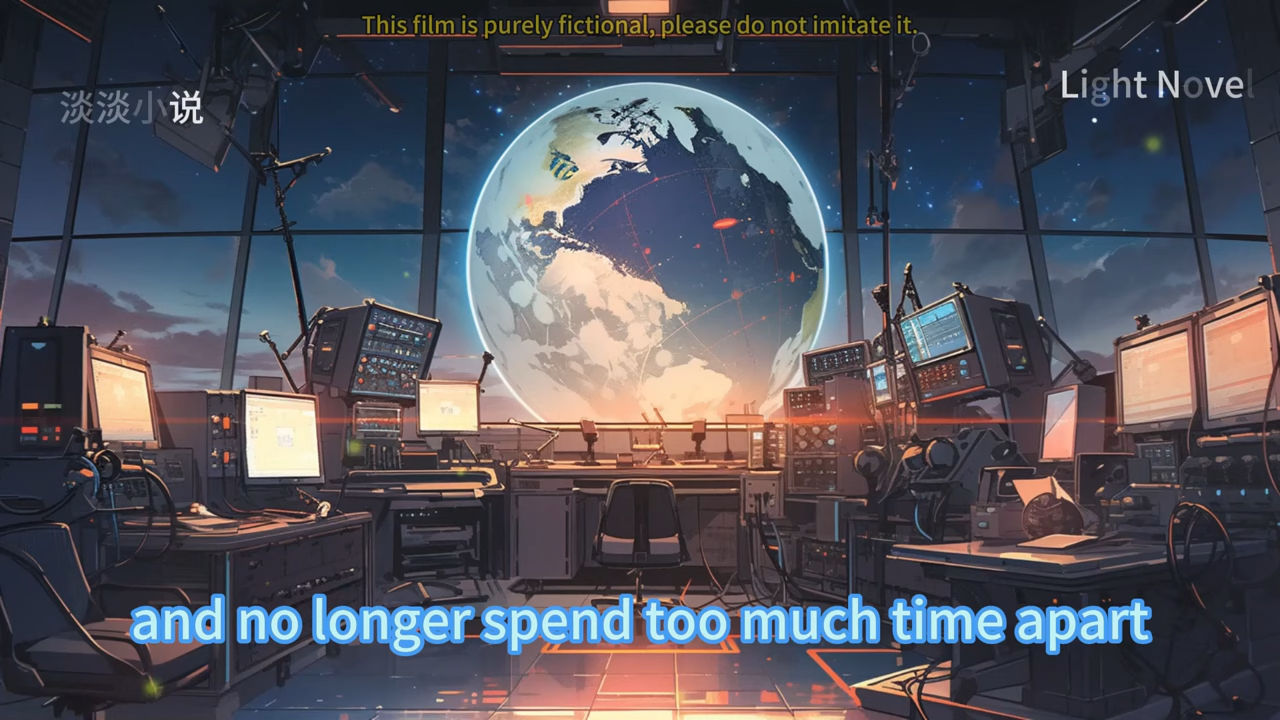 This film is purely fictional, please do not imitate it.
淡淡小说
Light Novel
and no longer spend too much time apart